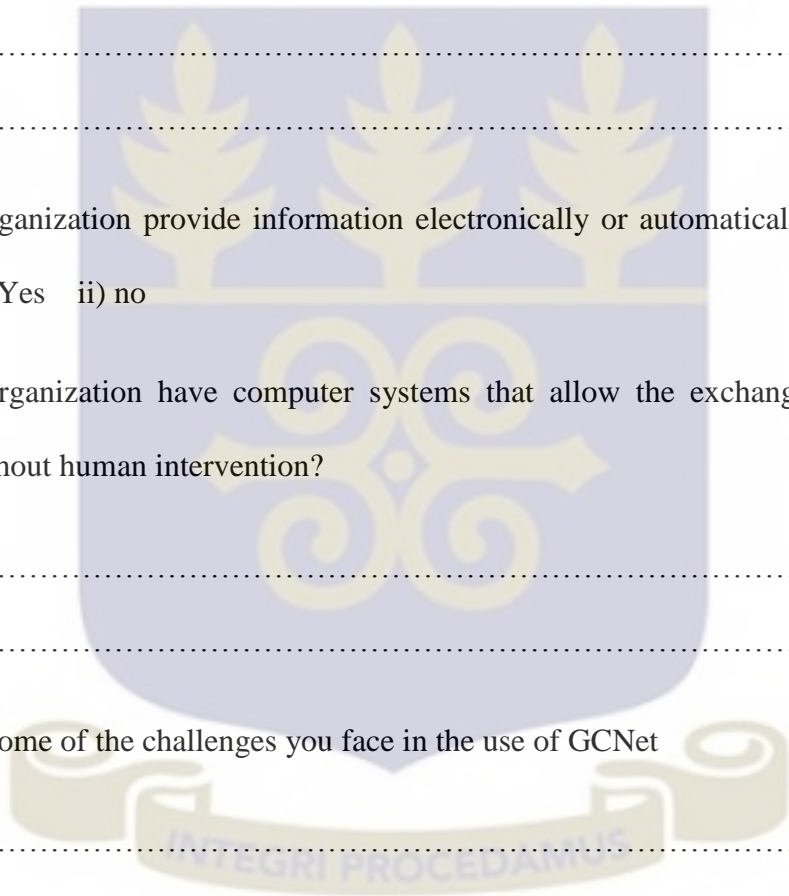 ……………………………………………………………………………
……………………………………………………………………………
ganization provide information electronically or automatical
Yes ii) no
rganization have computer systems that allow the exchang
hout human intervention?
……………………………………………………………………………
……………………………………………………………………………
ome of the challenges you face in the use of GCNet
……………………………………………………………………………
INTEGRI PROCEDAMUS